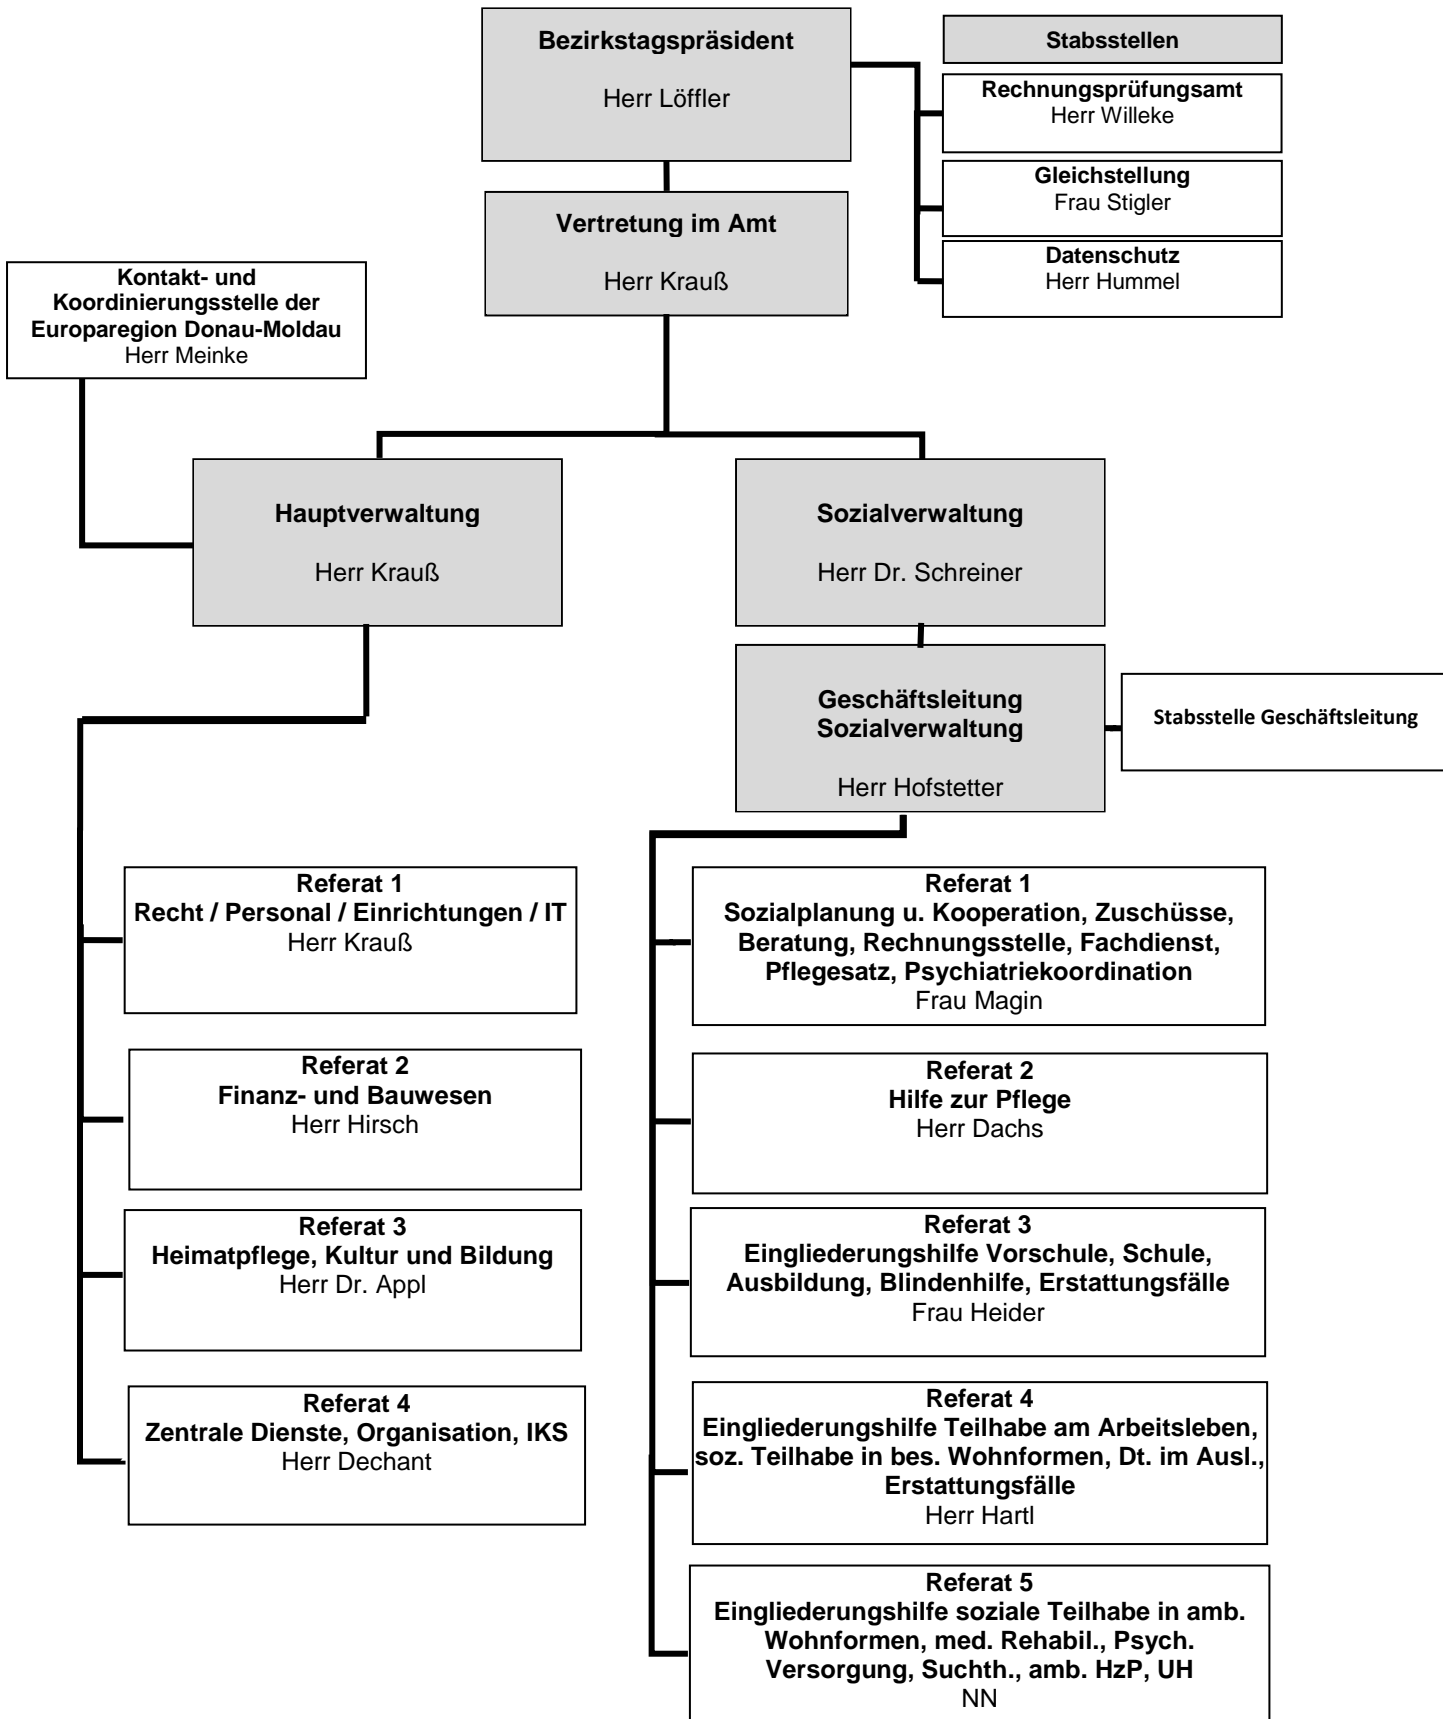 Bezirkstagspräsident
Herr Löffler
Stabsstellen
Rechnungsprüfungsamt
Herr Willeke
Gleichstellung
Frau Stigler
Datenschutz
Herr Hummel
Vertretung im Amt
Herr Krauß
Kontakt- und
Koordinierungsstelle der
Europaregion Donau-Moldau
Herr Meinke
Hauptverwaltung
Herr Krauß
Sozialverwaltung
Herr Dr. Schreiner
Geschäftsleitung
Sozialverwaltung
Herr Hofstetter
Stabsstelle Geschäftsleitung
Referat 1
Recht / Personal / Einrichtungen / IT
Herr Krauß
Referat 2
Finanz- und Bauwesen
Herr Hirsch
Referat 3
Heimatpflege, Kultur und Bildung
Herr Dr. Appl
Referat 4
Zentrale Dienste, Organisation, IKS
Herr Dechant
Referat 1
Sozialplanung u. Kooperation, Zuschüsse,
Beratung, Rechnungsstelle, Fachdienst,
Pflegesatz, Psychiatriekoordination
Frau Magin
Referat 2
Hilfe zur Pflege
Herr Dachs
Referat 3
Eingliederungshilfe Vorschule, Schule,
Ausbildung, Blindenhilfe, Erstattungsfälle
Frau Heider
Referat 4
Eingliederungshilfe Teilhabe am Arbeitsleben,
soz. Teilhabe in bes. Wohnformen, Dt. im Ausl.,
Erstattungsfälle
Herr Hartl
Referat 5
Eingliederungshilfe soziale Teilhabe in amb.
Wohnformen, med. Rehabil., Psych.
Versorgung, Suchth., amb. HzP, UH
NN